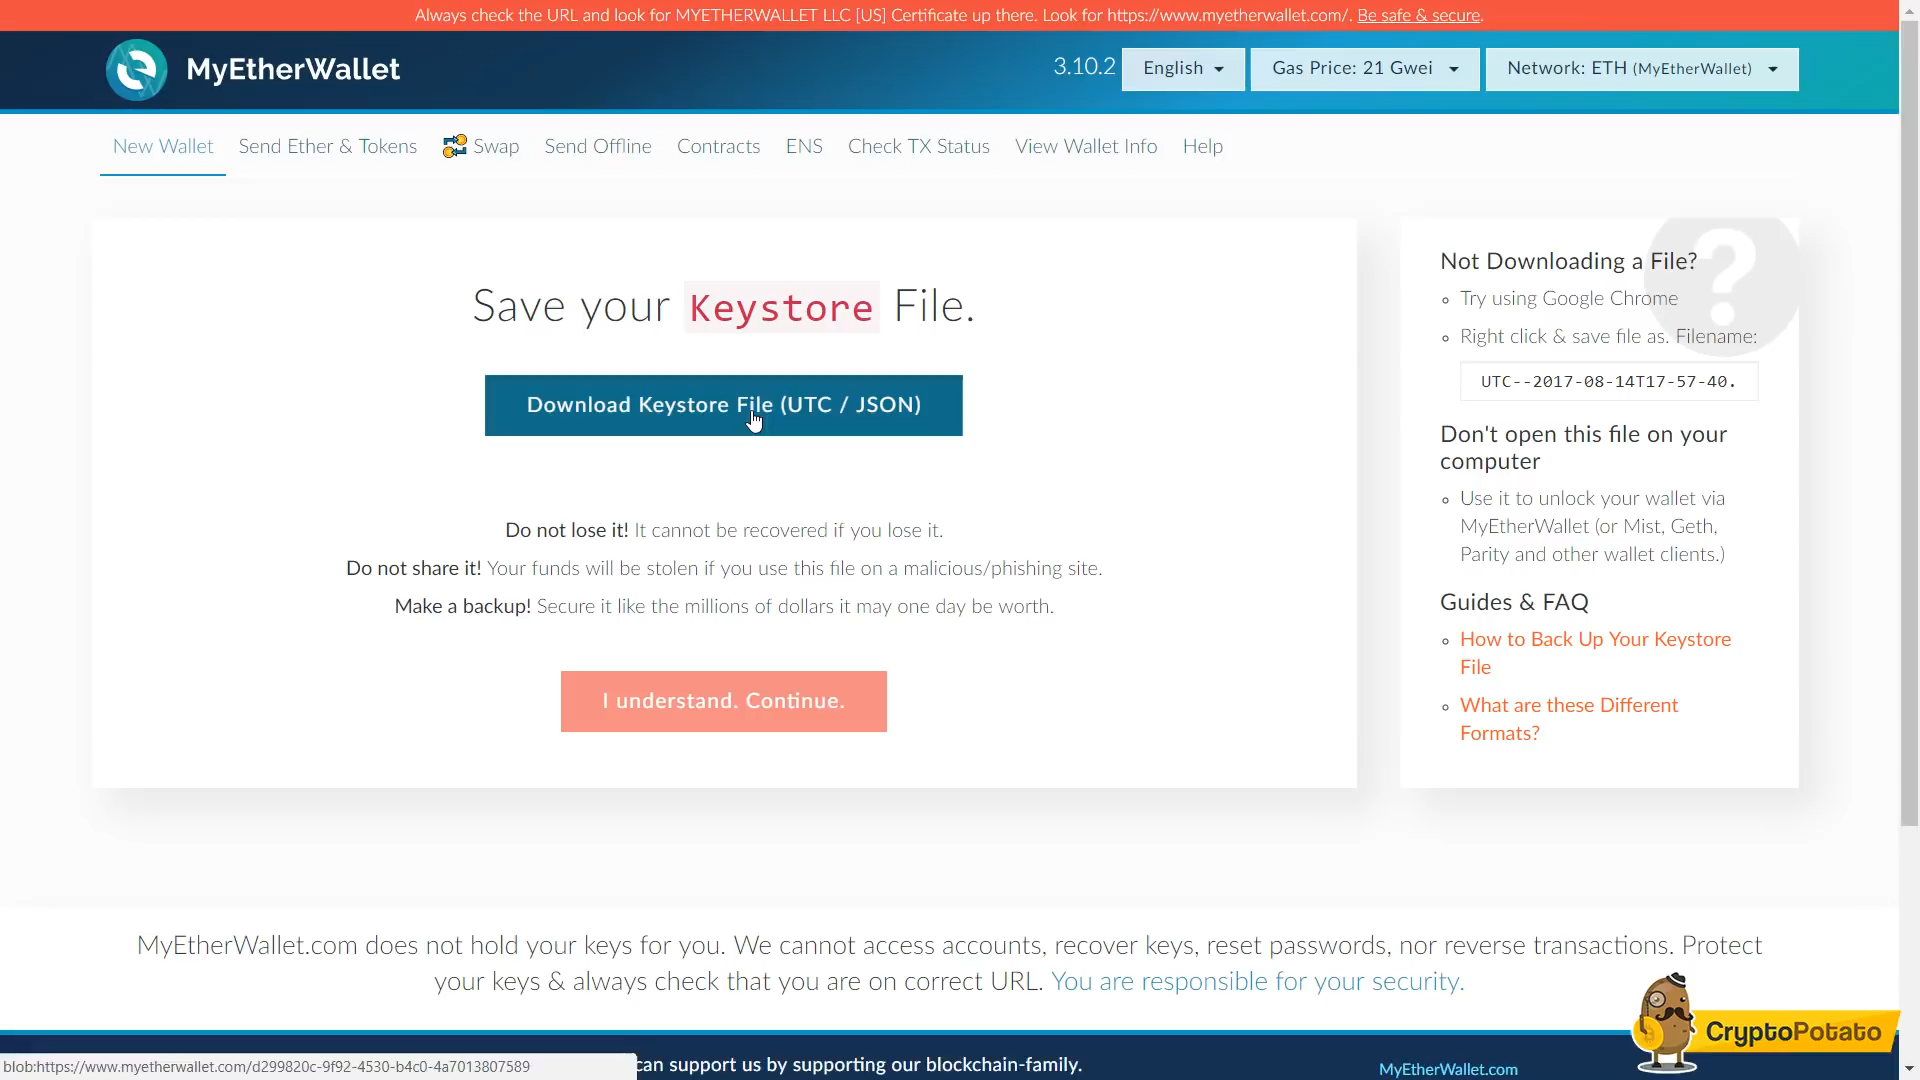 Always check the URL and look for MYETHERWALLET LLC [US] Certificate up there. Look for https://www.myetherwallet.com/. Be safe & secure.
MyEtherWallet
3.10.2 English Gas Price: 21 Gwei Network: ETH (MyEtherWallet)
New Wallet Send Ether & Tokens Swap Send Offline Contracts ENS Check TX Status View Wallet Info Help
Save your Keystore File.
Download Keystore File (UTC / JSON)
Do not lose it! It cannot be recovered if you lose it.
Do not share it! Your funds will be stolen if you use this file on a malicious/phishing site.
Make a backup! Secure it like the millions of dollars it may one day be worth.
I understand. Continue.
Not Downloading a File?
Try using Google Chrome
Right click & save file as. Filename:
UTC--2017-08-14T17-57-40.
Don't open this file on your
computer
Use it to unlock your wallet via
MyEtherWallet (or Mist, Geth,
Parity and other wallet clients.)
Guides & FAQ
How to Back Up Your Keystore
File
What are these Different
Formats?
MyEtherWallet.com does not hold your keys for you. We cannot access accounts, recover keys, reset passwords, nor reverse transactions. Protect
your keys & always check that you are on correct URL. You are responsible for your security.
CryptoPotato
blob:https://www.myetherwallet.com/d299820c-9f92-4530-b4c0-4a7013807589
can support us by supporting our blockchain-family.
MyEtherWallet.com